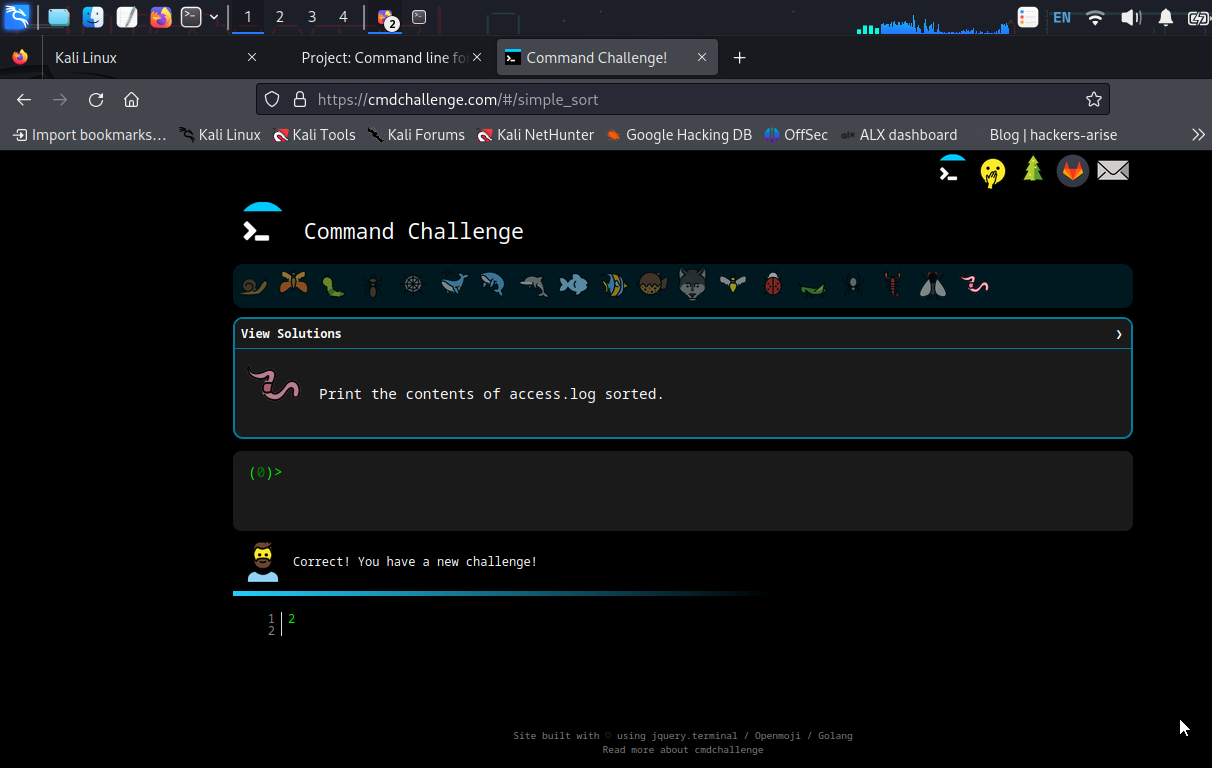 1 2 3 4 2 EN
Kali Linux Project: Command line fo Command Challenge!
https://cmdchallenge.com/#/simple_sort
Import bookmarks... Kali Linux Kali Tools Kali Forums Kali NetHunter Google Hacking DB OffSec ALX dashboard Blog | hackers-arise
Command Challenge
View Solutions
Print the contents of access.log sorted.
(0)>
Correct! You have a new challenge!
1 2
2
Site built with ♡ using jquery.terminal / Openmoji / Golang
Read more about cmdchallenge